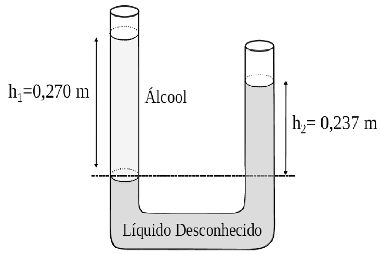 h₁=0,270 m
Álcool
h₂= 0,237 m
Líquido Desconhecido